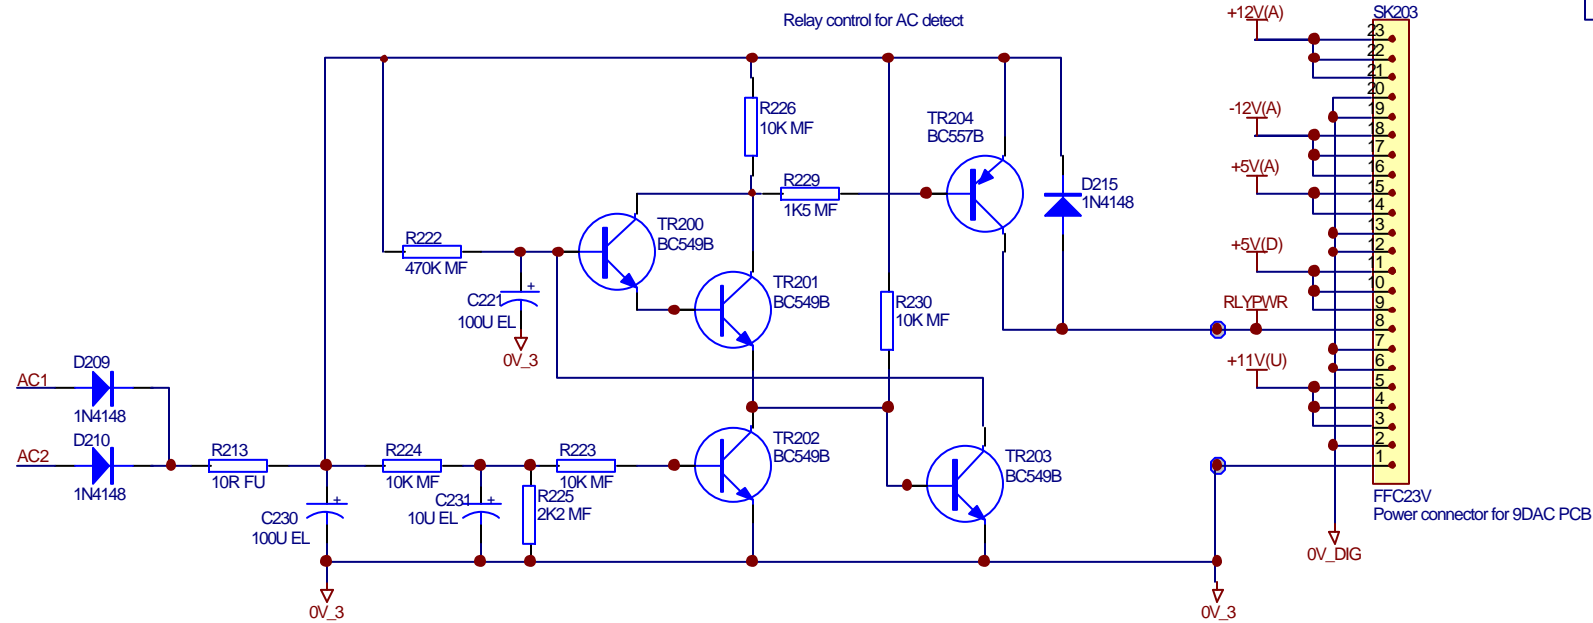 Relay control for AC detect
+12V(A)
SK203
23
22
21
20
19
18
17
16
15
14
13
12
11
10
9
8
7
6
5
4
3
2
1
-12V(A)
+5V(A)
+5V(D)
RLYPWR
+11V(U)
FFC23V
Power connector for 9DAC PCB
0V_DIG
R226
10K MF
TR204
BC557B
R229
1K5 MF
D215
1N4148
TR200
BC549B
R222
470K MF
C221
100U EL
+
0V_3
TR201
BC549B
R230
10K MF
D209
AC1
1N4148
D210
AC2
1N4148
R213
10R FU
R224
10K MF
R223
10K MF
TR202
BC549B
TR203
BC549B
C230
100U EL
+
C231
10U EL
+
R225
2K2 MF
0V_3
0V_3